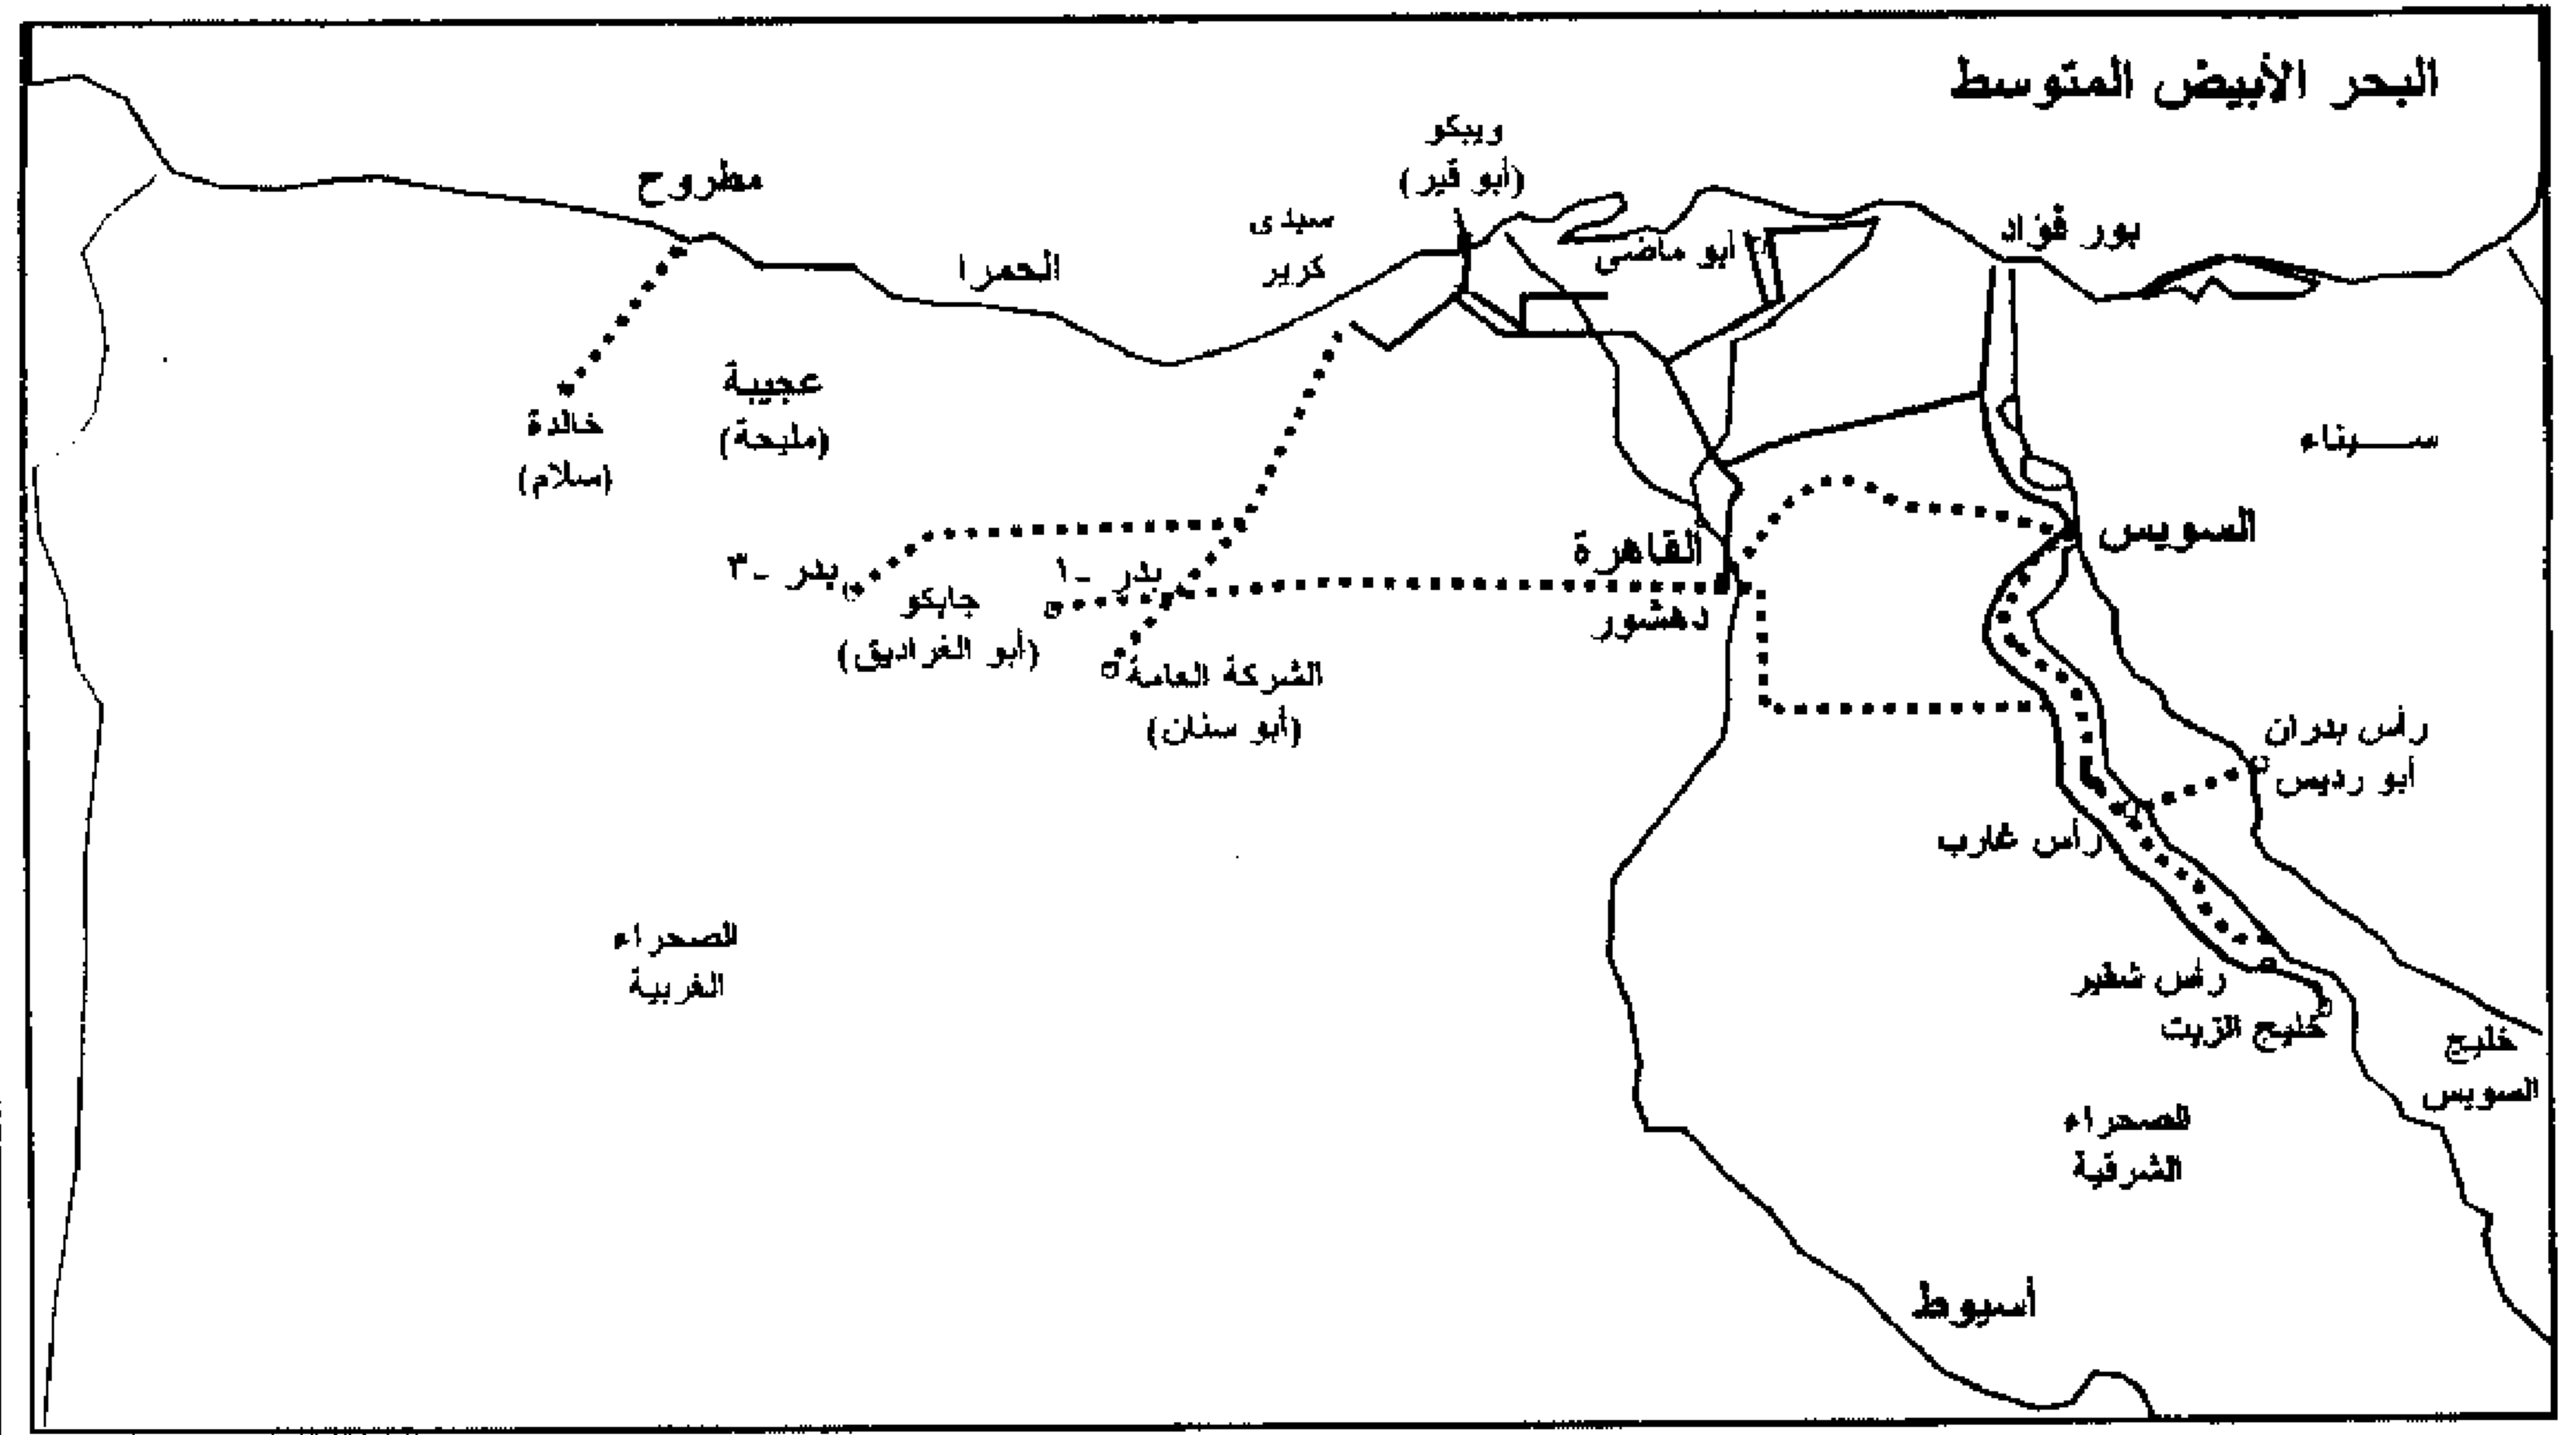 البحر الأبيض المتوسط
ويبكو
(أبو قير)
مطروح
سيدى
كرير
الحمرا
أبو ماضى
بور فؤاد
عجيبة
(مليحة)
خالدة
(سلام)
سيناء
السويس
القاهرة
دهشور
بدر -٣
بدر -١
جابكو
(أبو الغراديق)
الشركة العامة
(أبو سنان)
رأس بدران
أبو رديس
رأس غارب
رأس شقير
خليج الزيت
خليج
السويس
الصحراء
الغربية
الصحراء
الشرقية
أسيوط